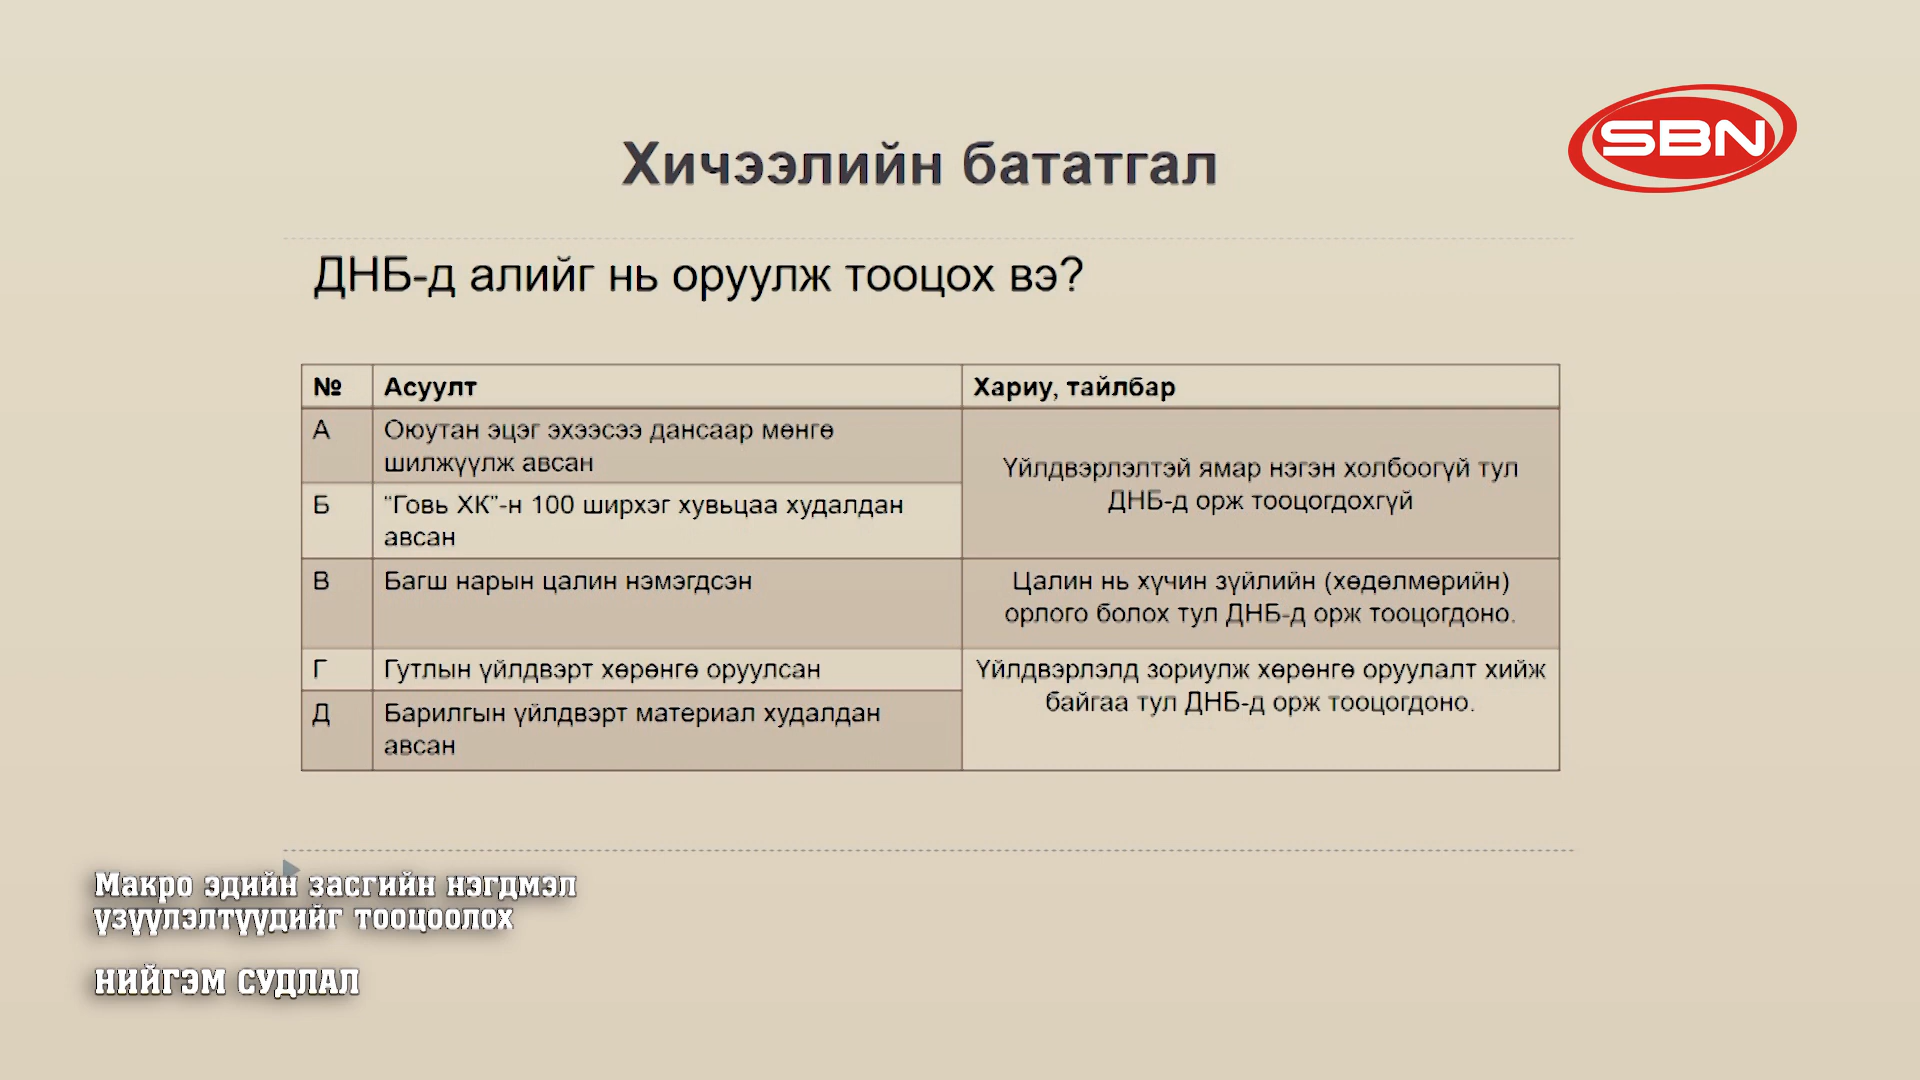 SBN
Хичээлийн бататгал
ДНБ-д алийг нь оруулж тооцох вэ?
№
Асуулт
Хариу, тайлбар
А
Оюутан эцэг эхээсээ дансаар мөнгө
шилжүүлж авсан
Үйлдвэрлэлтэй ямар нэгэн холбоогүй тул
ДНБ-д орж тооцогдохгүй
Б
“Говь ХК”-н 100 ширхэг хувьцаа худалдан
авсан
В
Багш нарын цалин нэмэгдсэн
Цалин нь хүчин зүйлийн (хөдөлмөрийн)
орлого болох тул ДНБ-д орж тооцогдоно.
Г
Гутлын үйлдвэрт хөрөнгө оруулсан
Үйлдвэрлэлд зориулж хөрөнгө оруулалт хийж
байгаа тул ДНБ-д орж тооцогдоно.
Д
Барилгын үйлдвэрт материал худалдан
авсан
Макро эдийн засгийн нэгдмэл
үзүүлэлтүүдийг тооцоолох
НИЙГЭМ СУДЛАЛ